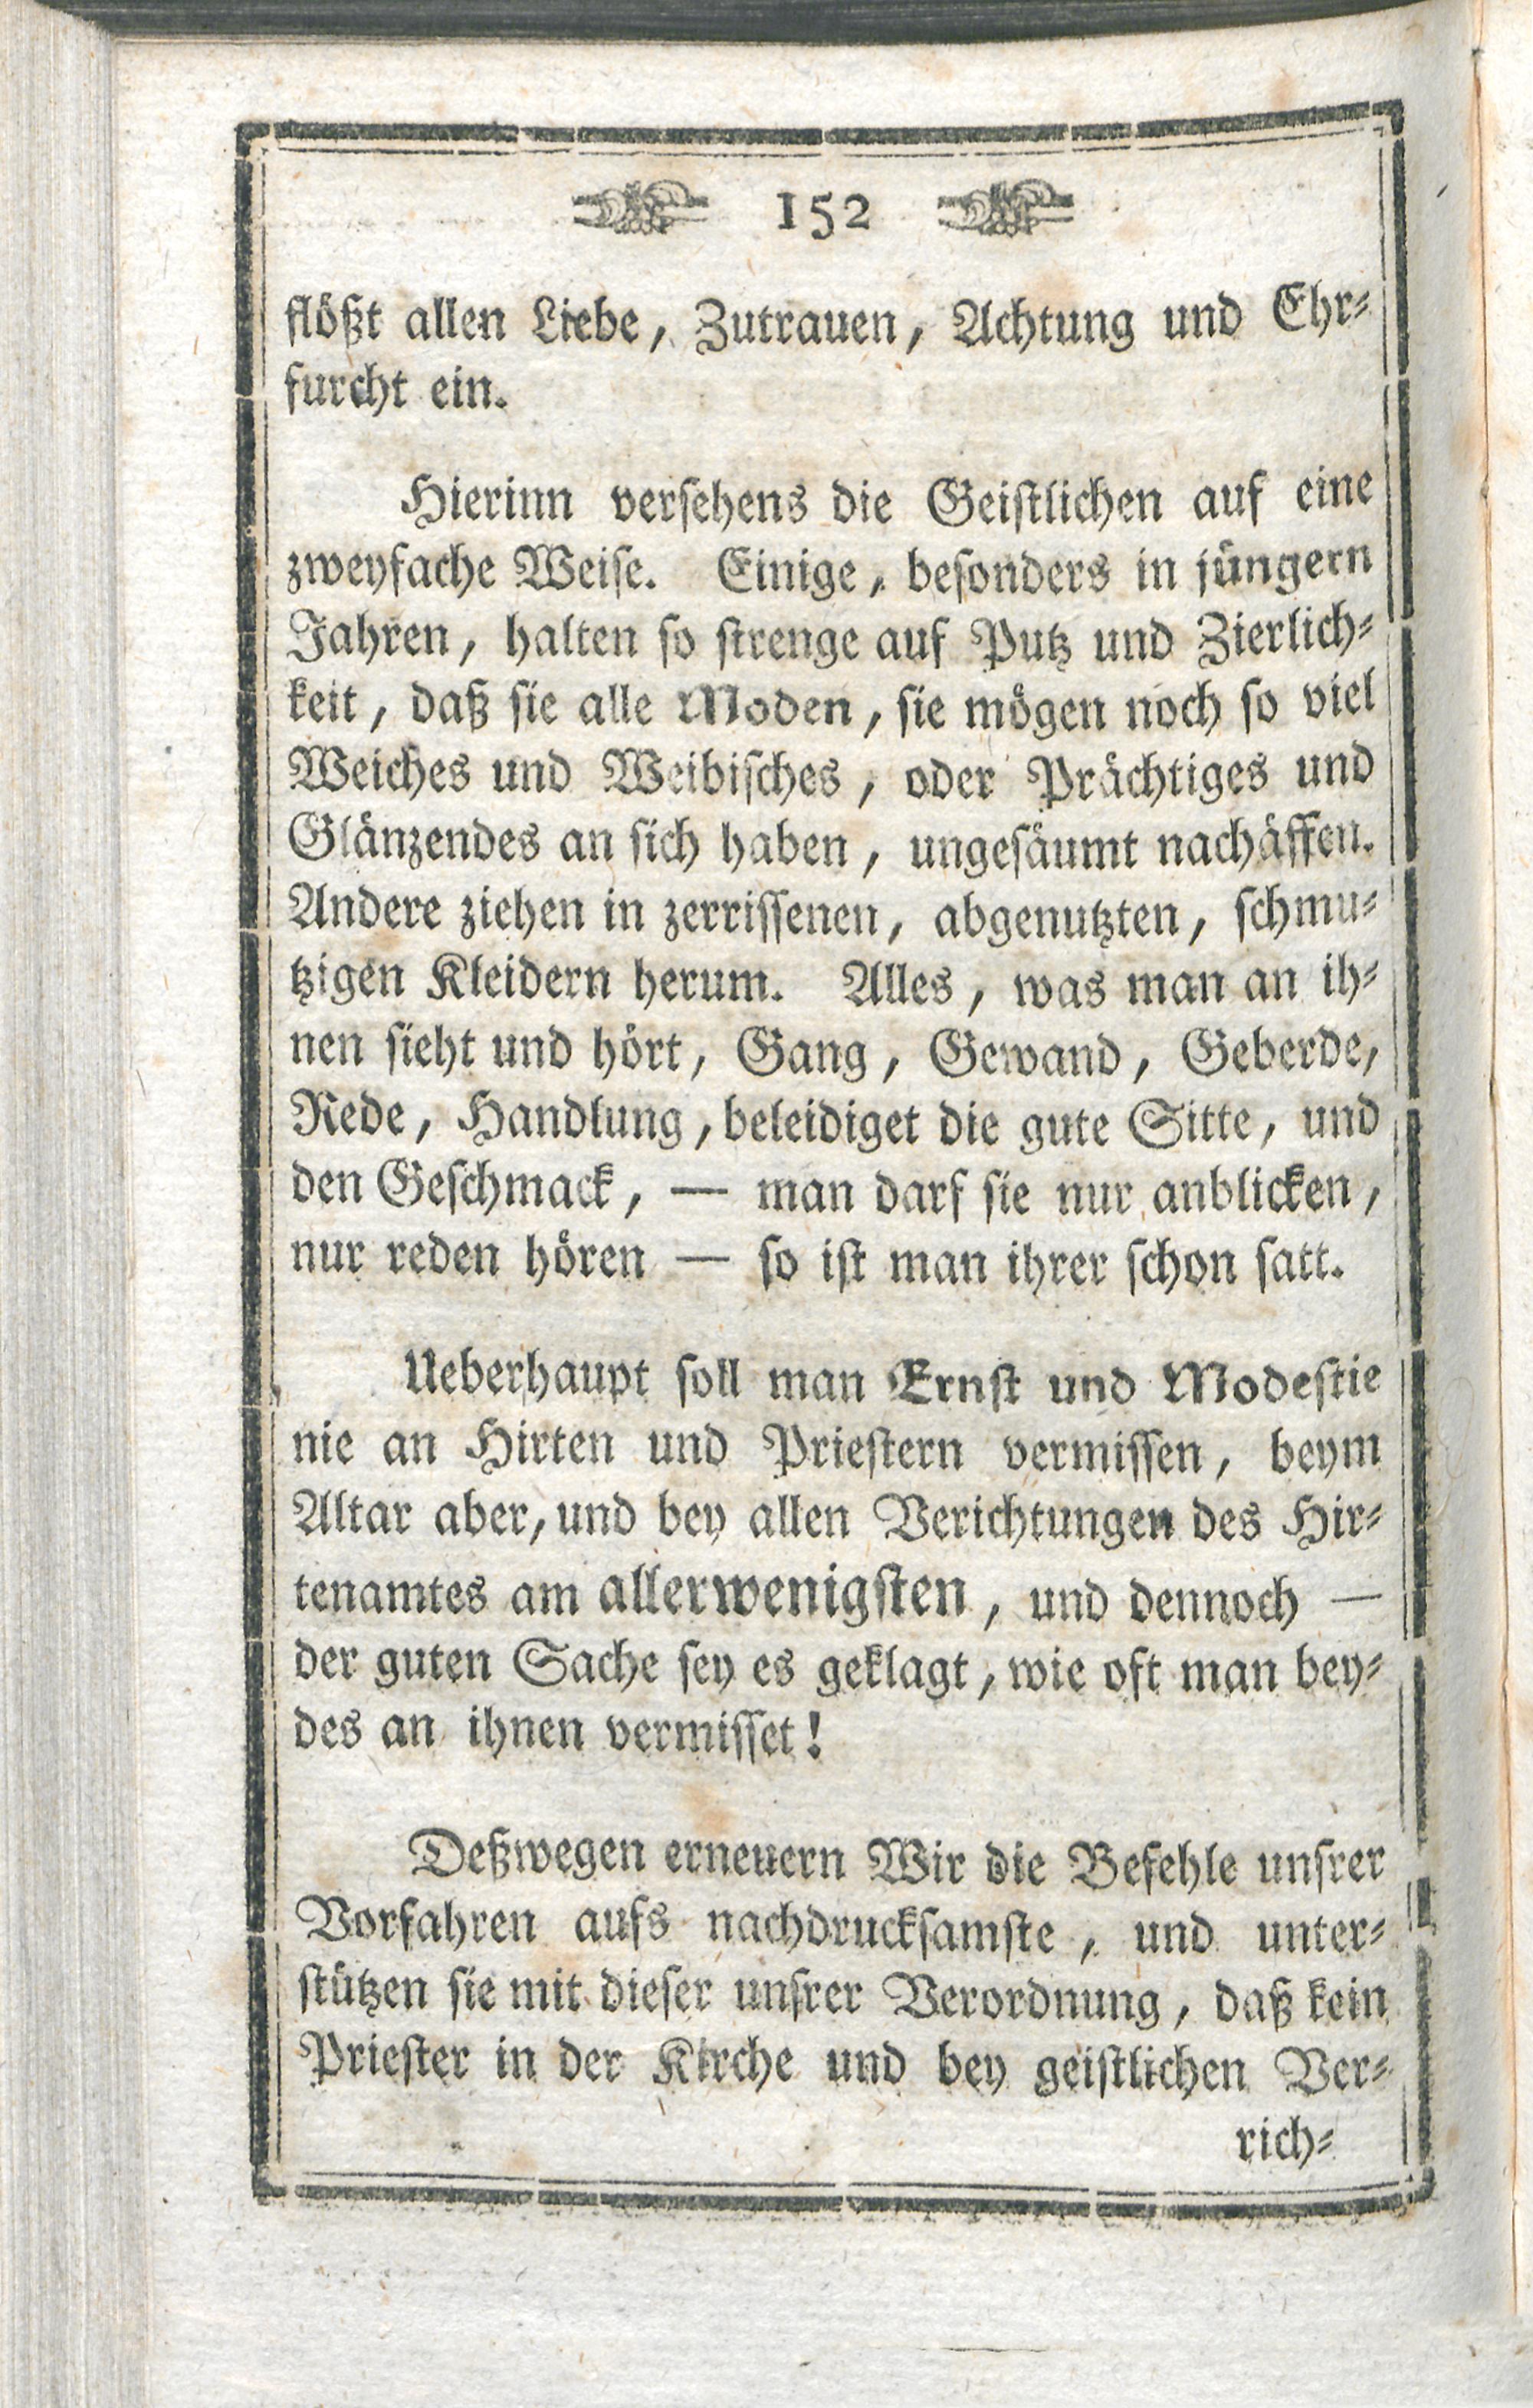 152
flößt allen Liebe, Zutrauen, Achtung und Ehr-
furcht ein.
Hierinn versehens die Geistlichen auf eine
zweyfache Weise. Einige, besonders in jüngern
Jahren, halten so strenge auf Putz und Zierlich-
keit, daß sie alle Moden, sie mögen noch so viel
Weiches und Weibisches, oder Prächtiges und
Glänzendes an sich haben, ungesäumt nachäffen.
Andere ziehen in zerrissenen, abgenutzten, schmu-
tzigen Kleidern herum. Alles, was man an ih-
nen sieht und hört, Gang, Gewand, Geberde,
Rede, Handlung, beleidiget die gute Sitte, und
den Geschmack, — man darf sie nur anblicken,
nur reden hören — so ist man ihrer schon satt.
Ueberhaupt soll man Ernst und Modestie
nie an Hirten und Priestern vermissen, beym
Altar aber, und bey allen Verichtungen des Hir-
tenamtes am allerwenigsten, und dennoch —
der guten Sache sey es geklagt, wie oft man bey-
des an ihnen vermisset!
Deßwegen erneuern Wir die Befehle unsrer
Vorfahren aufs nachdrucksamste, und unter-
stützen sie mit dieser unsrer Verordnung, daß kein
Priester in der Kirche und bey geistlichen Ver-
rich-